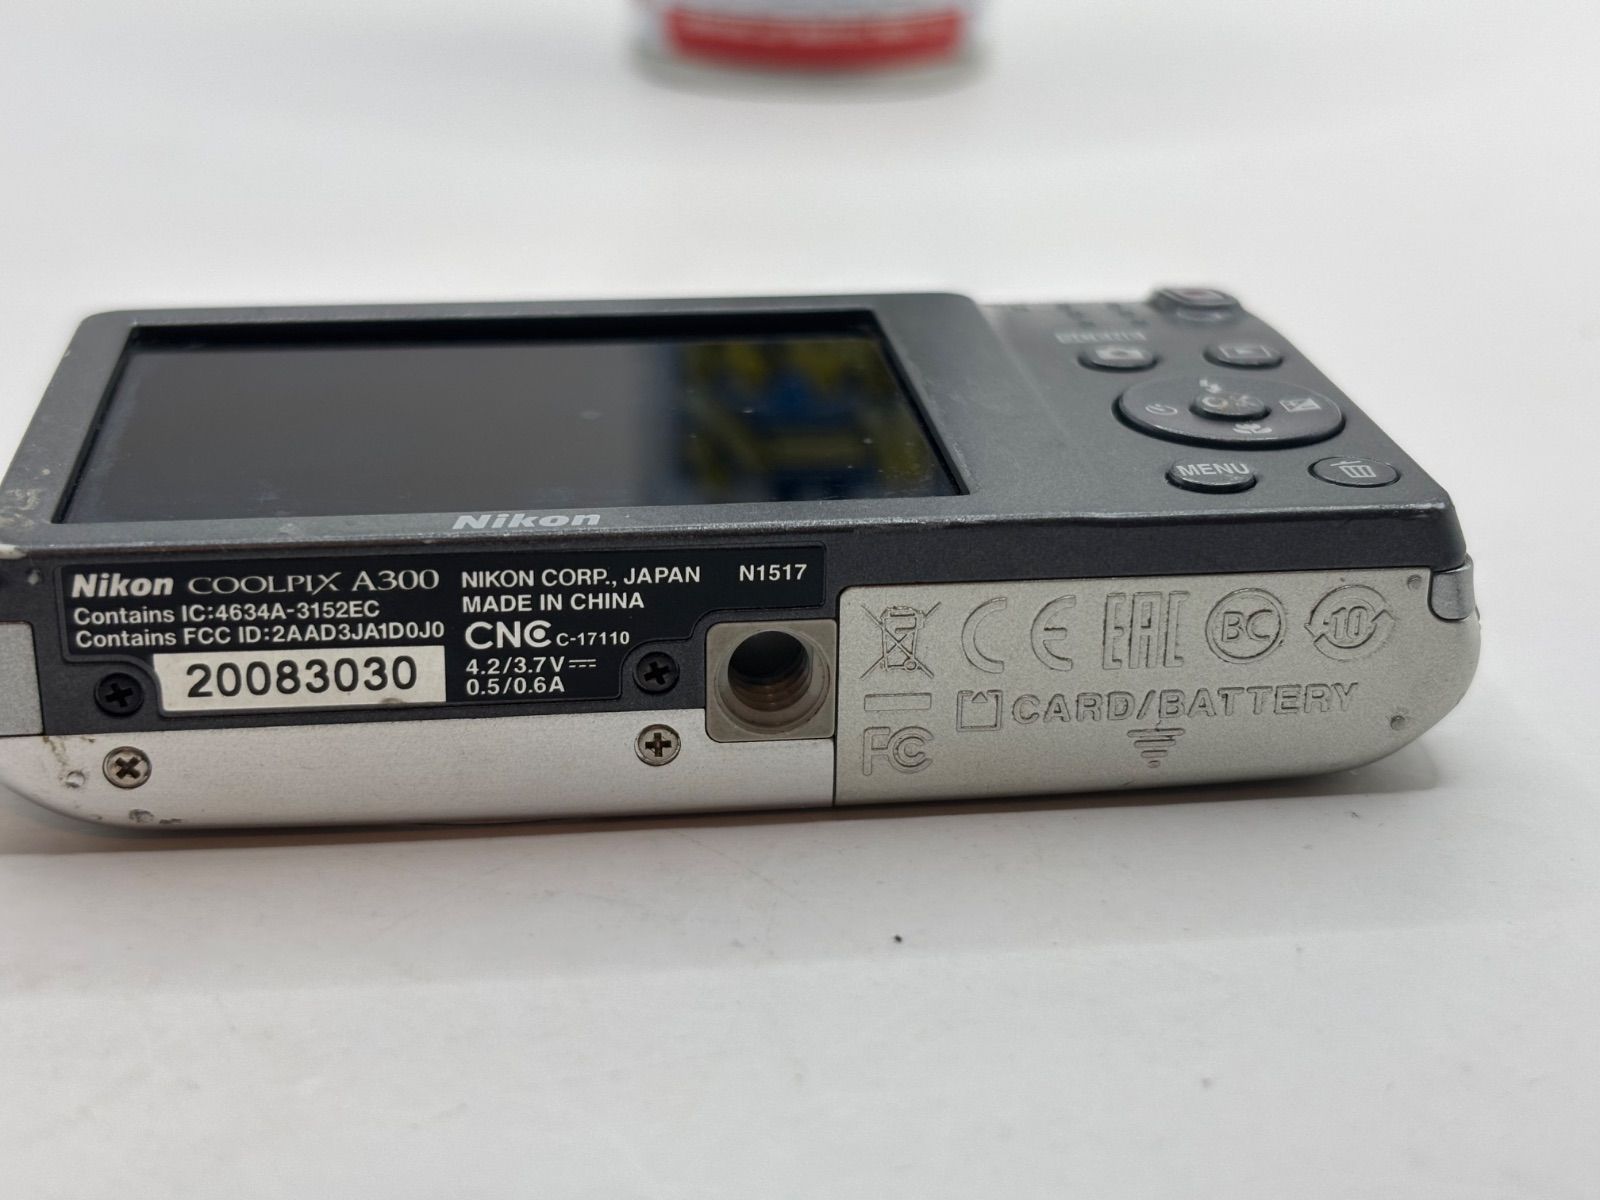 OK
MENU
Nikon
Nikon COOLPIX A300
Contains IC:4634A-3152EC
Contains FCC ID:2AAD3JA1D0J0
20083030
NIKON CORP., JAPAN N1517
MADE IN CHINA
CNC C-17110
4.2/3.7V
0.5/0.6A
CE EAC BC 10
FC CARD/BATTERY